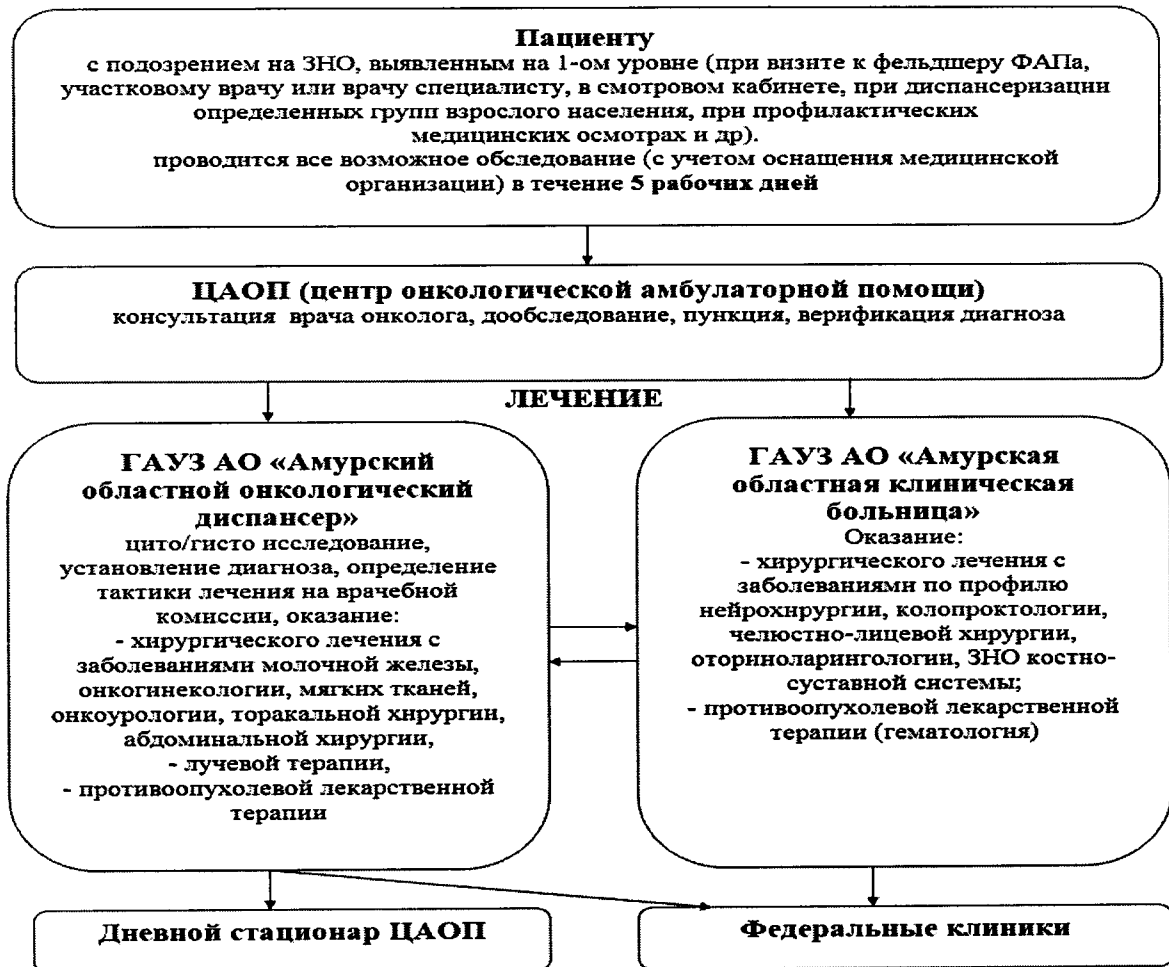 Пациенту
с подозрением на ЗНО, выявленным на 1-ом уровне (при визите к фельдшеру ФАПа,
участковому врачу или врачу специалисту, в смотровом кабинете, при диспансеризации
определенных групп взрослого населения, при профилактических
медицинских осмотрах и др).
проводится все возможное обследование (с учетом оснащения медицинской
организации) в течение 5 рабочих дней
ЦАОП (центр онкологической амбулаторной помощи)
консультация врача онколога, дообследование, пункция, верификация диагноза
ЛЕЧЕНИЕ
ГАУЗ АО «Амурский
областной онкологический
диспансер»
цито/гисто исследование,
установление диагноза, определение
тактики лечения на врачебной
комиссии, оказание:
- хирургического лечения с
заболеваниями молочной железы,
онкогинекологии, мягких тканей,
онкоурологии, торакальной хирургии,
абдоминальной хирургии,
- лучевой терапии,
- противоопухолевой лекарственной
терапии
ГАУЗ АО «Амурская
областная клиническая
больница»
Оказание:
- хирургического лечения с
заболеваниями по профилю
нейрохирургии, колопроктологии,
челюстно-лицевой хирургии,
оториноларингологии, ЗНО костно-
суставной системы;
- противоопухолевой лекарственной
терапии (гематология)
Дневной стационар ЦАОП
Федеральные клиники